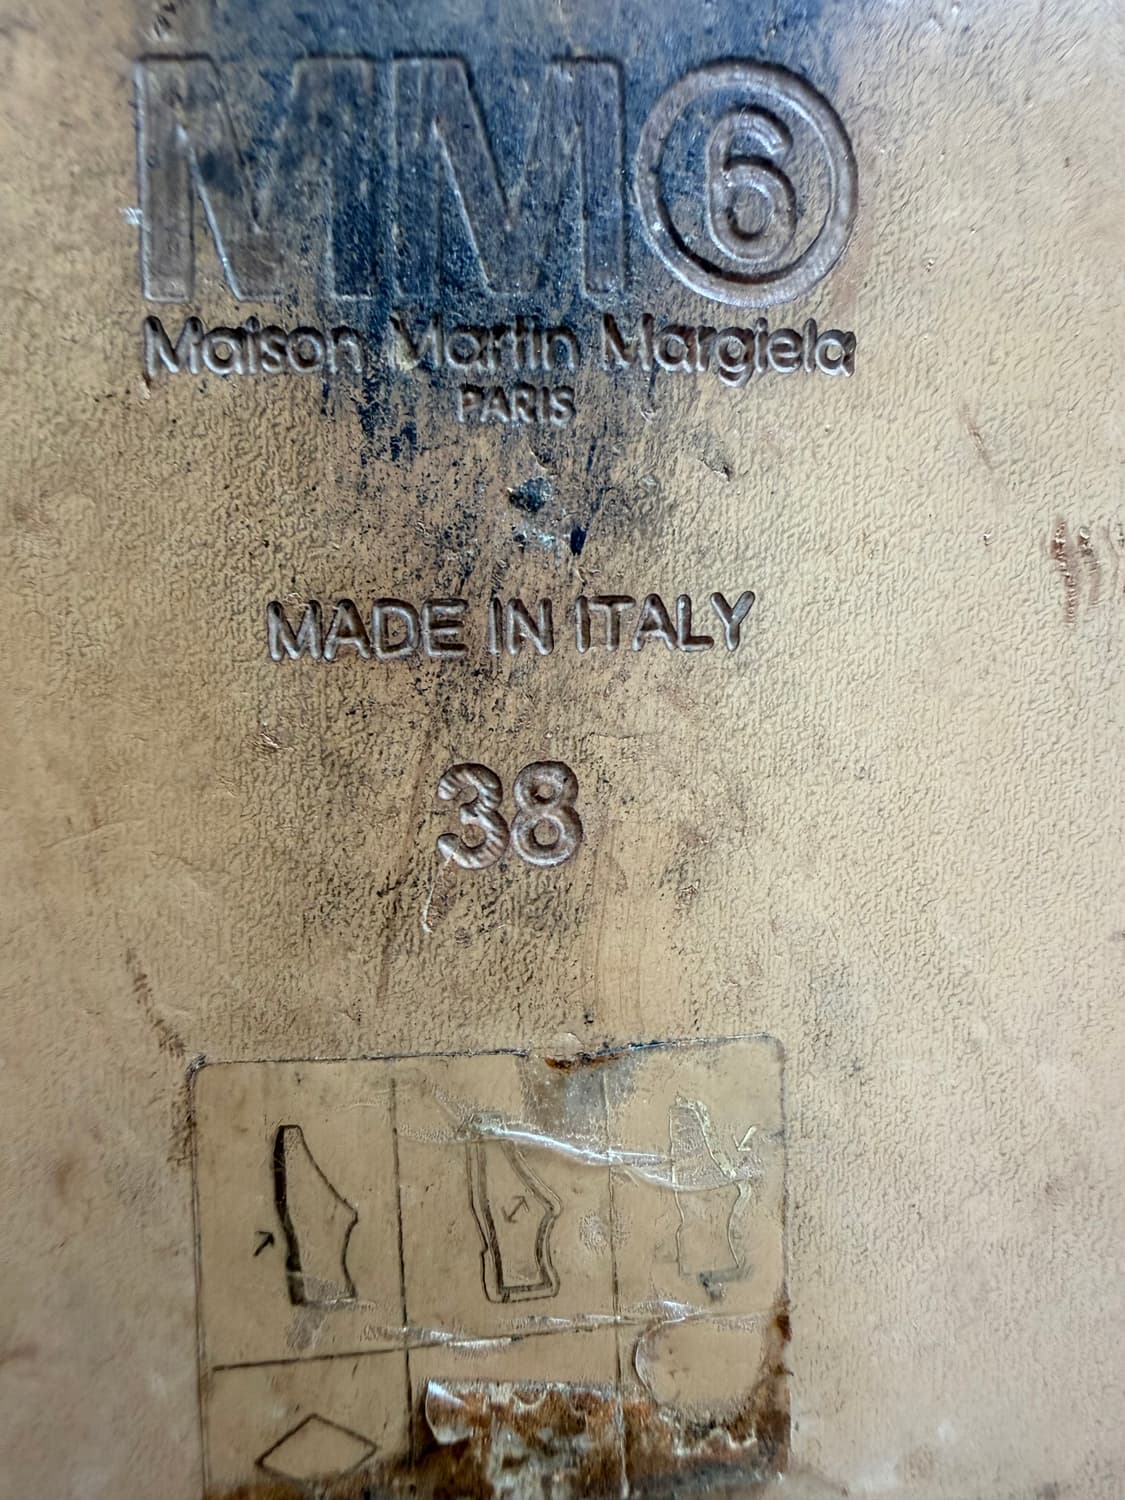 MM6
Maison Martin Margiela
PARIS
MADE IN ITALY
38